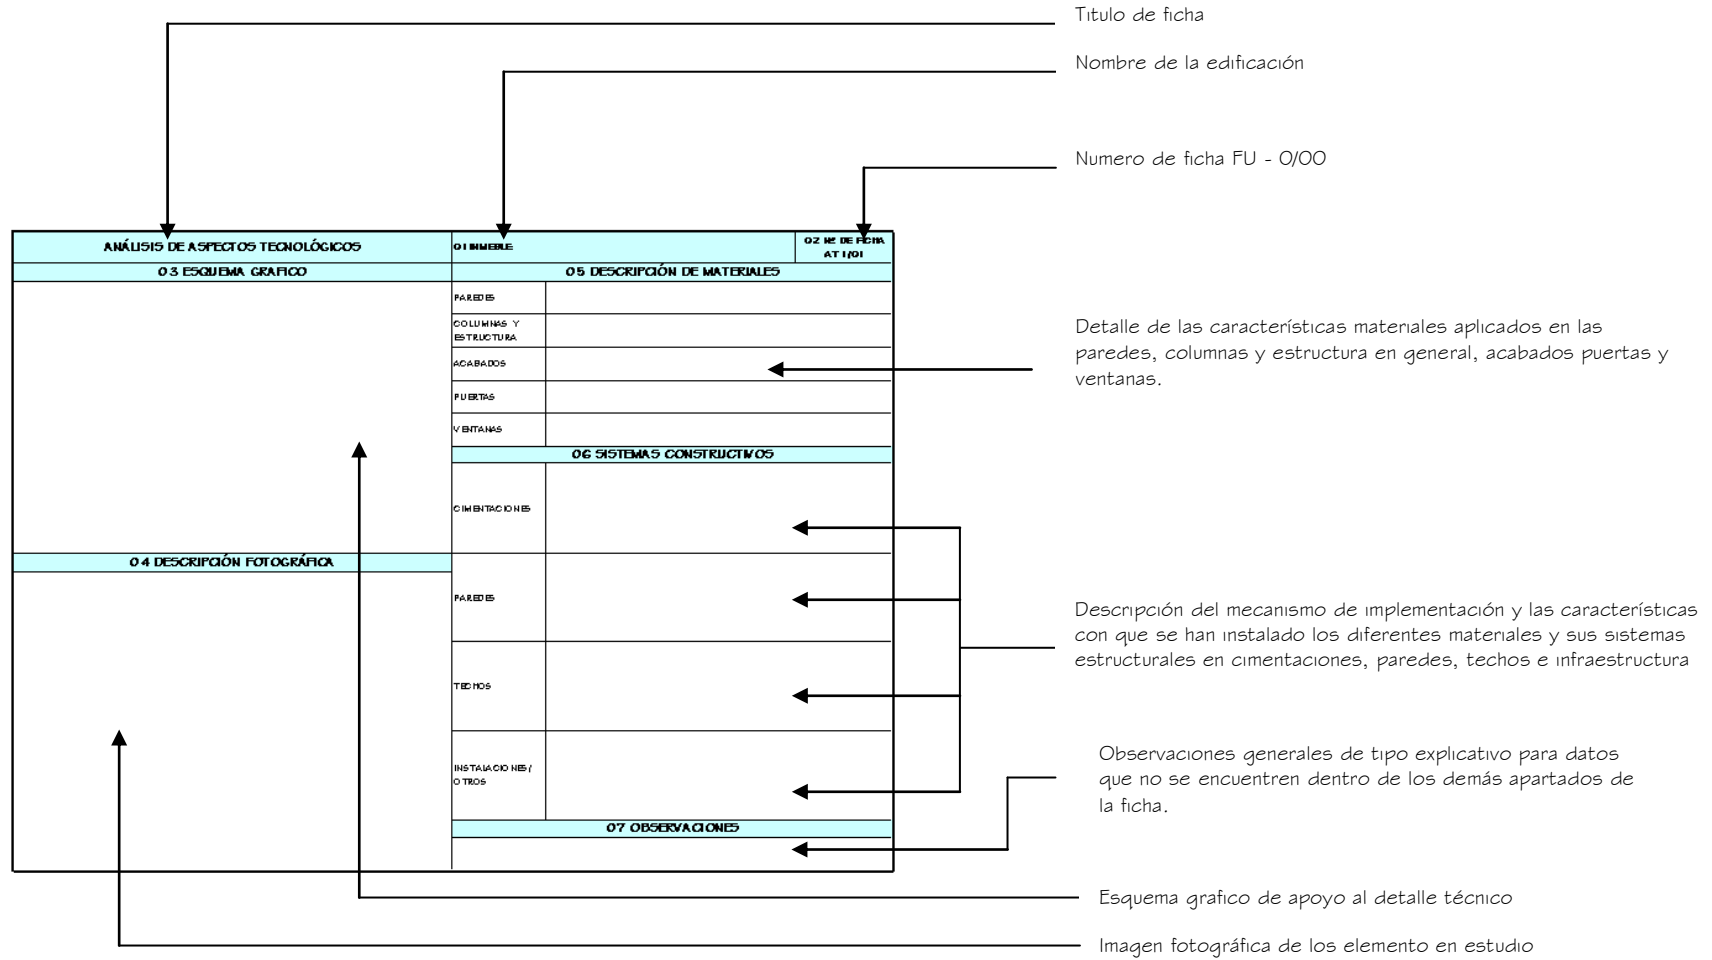 Titulo de ficha
Nombre de la edificación
Numero de ficha FU - 0/00
ANÁLISIS DE ASPECTOS TECNOLÓGICOS
01 INMUEBLE
02 Nº DE FICHA
AT 1/01
03 ESQUEMA GRAFICO
05 DESCRIPCIÓN DE MATERIALES
PAREDES
COLUMNAS Y
ESTRUCTURA
ACABADOS
PUERTAS
VENTANAS
Detalle de las características materiales aplicados en las
paredes, columnas y estructura en general, acabados puertas y
ventanas.
06 SISTEMAS CONSTRUCTIVOS
CIMENTACIONES
04 DESCRIPCIÓN FOTOGRÁFICA
PAREDES
TECHOS
INSTALACIONES/
OTROS
Descripción del mecanismo de implementación y las características
con que se han instalado los diferentes materiales y sus sistemas
estructurales en cimentaciones, paredes, techos e infraestructura
07 OBSERVACIONES
Observaciones generales de tipo explicativo para datos
que no se encuentren dentro de los demás apartados de
la ficha.
Esquema grafico de apoyo al detalle técnico
Imagen fotográfica de los elemento en estudio